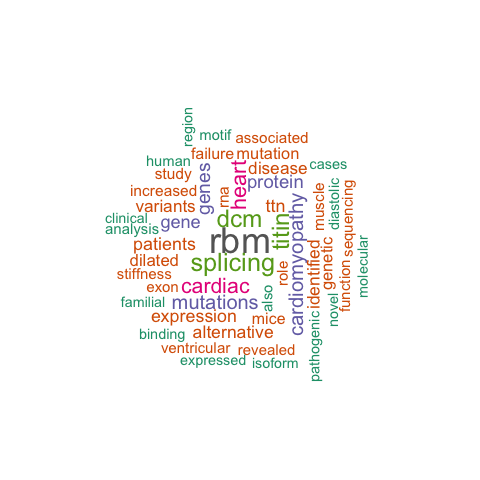 region
motif
associated
failure
mutation
human
genes
heart
disease
cases
study
rna
protein
increased
variants
ttn
cardiomyopathy
muscle
diastolic
sequencing
clinical
gene
dcm
titin
analysis
rbm
patients
dilated
splicing
role
identified
genetic
function
molecular
stiffness
exon
cardiac
also
novel
familial
mutations
pathogenic
expression
mice
binding
alternative
ventricular
revealed
expressed
isoform